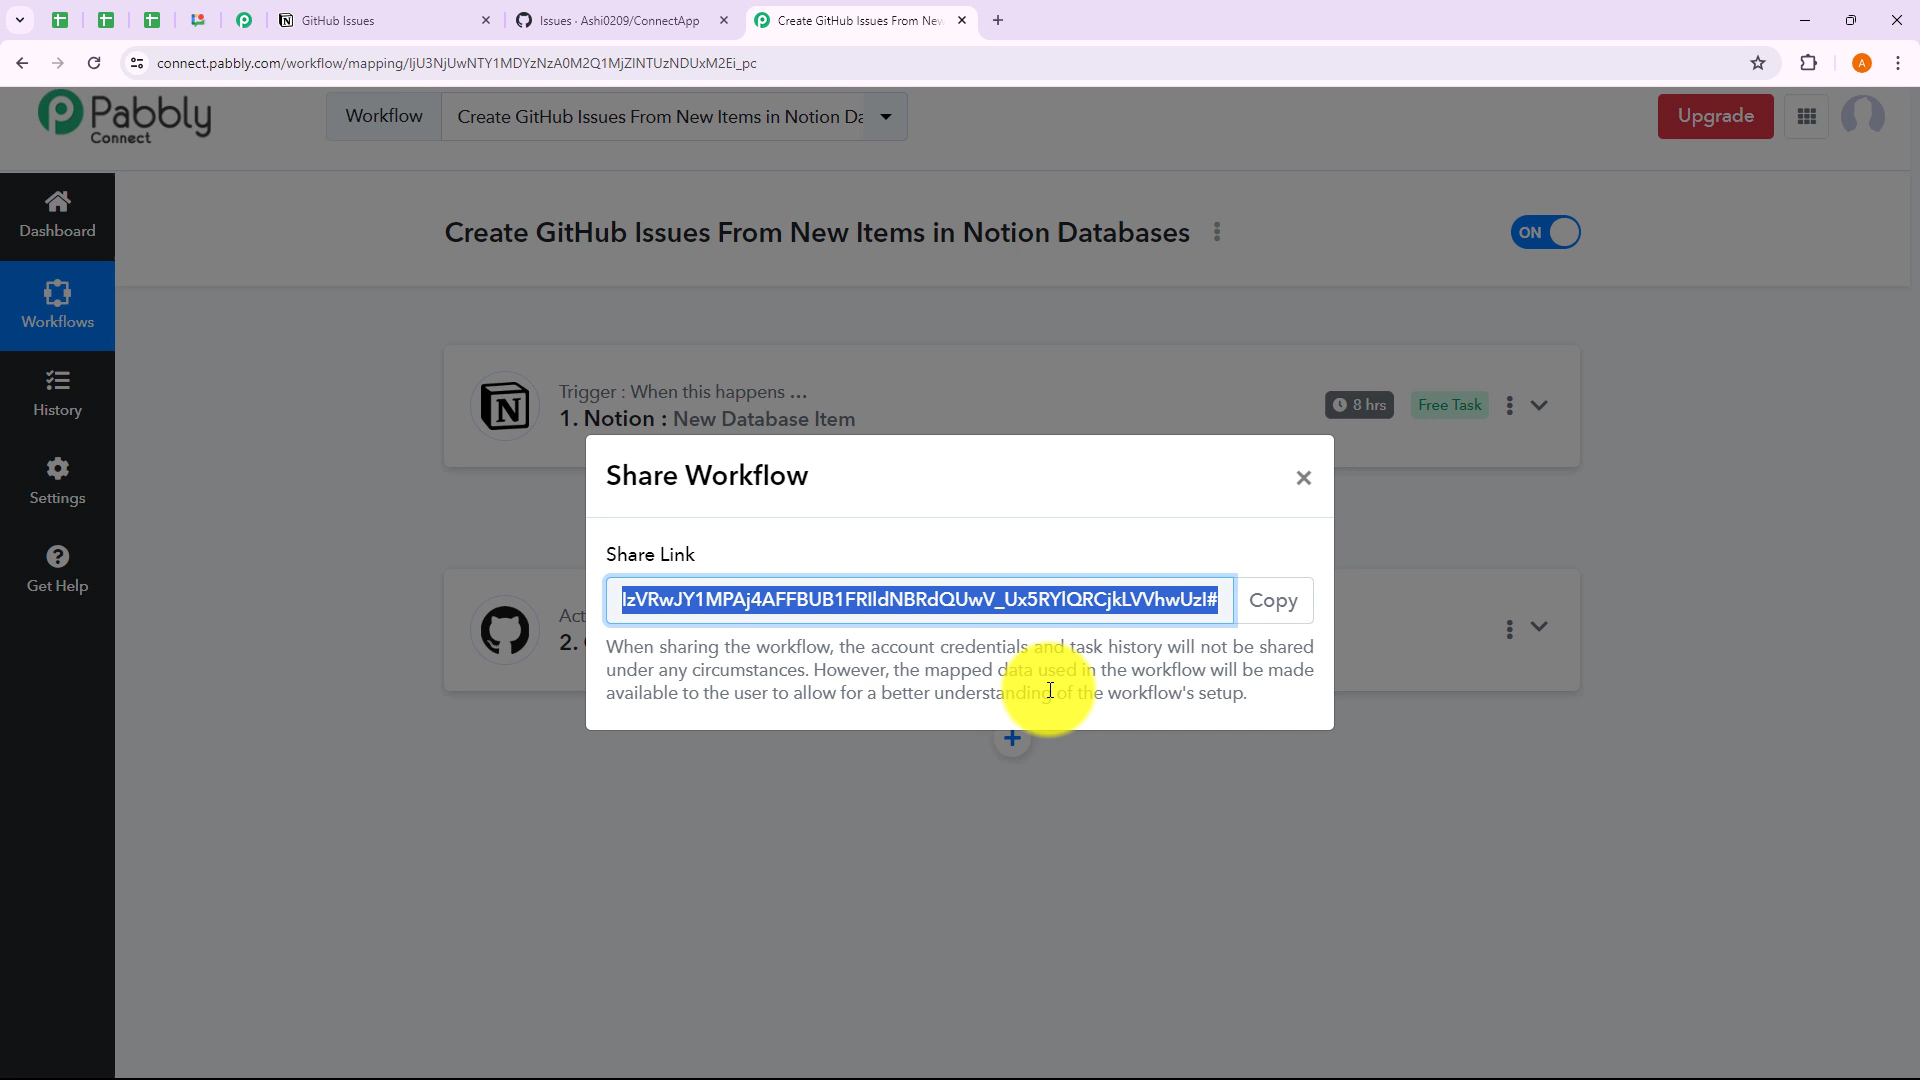 GitHub Issues
Issues · Ashi0209/ConnectApp
Create GitHub Issues From New
connect.pabbly.com/workflow/mapping/IjU3NjUwNTY1MDYzNzA0M2Q1MjZlNTUzNDUxM2Ei_pc
A
Pabbly
Connect
Workflow
Create GitHub Issues From New Items in Notion Da
Upgrade
Dashboard
Workflows
History
Settings
Get Help
Create GitHub Issues From New Items in Notion Databases
ON
Trigger : When this happens ...
1. Notion : New Database Item
8 hrs
Free Task
Share Workflow
Share Link
IzVRwJY1MPAj4AFFBUB1FRIldNBRdQUwV_Ux5RYlQRCjkLVVhwUzI#
Copy
When sharing the workflow, the account credentials and task history will not be shared
under any circumstances. However, the mapped data used in the workflow will be made
available to the user to allow for a better understanding of the workflow's setup.
Act
2.